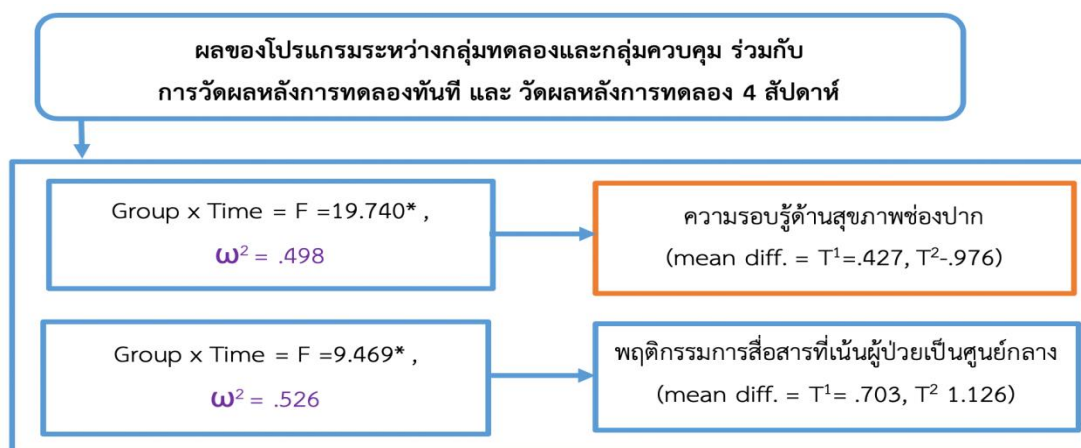 ผลของโปรแกรมระหว่างกลุ่มทดลองและกลุ่มควบคุม ร่วมกับ
การวัดผลหลังการทดลองทันที และ วัดผลหลังการทดลอง 4 สัปดาห์
Group x Time = F =19.740* ,
ω² = .498
ความรอบรู้ด้านสุขภาพช่องปาก
(mean diff. = T¹=.427, T²-.976)
Group x Time = F =9.469* ,
ω² = .526
พฤติกรรมการสื่อสารที่เน้นผู้ป่วยเป็นศูนย์กลาง
(mean diff. = T¹= .703, T² 1.126)